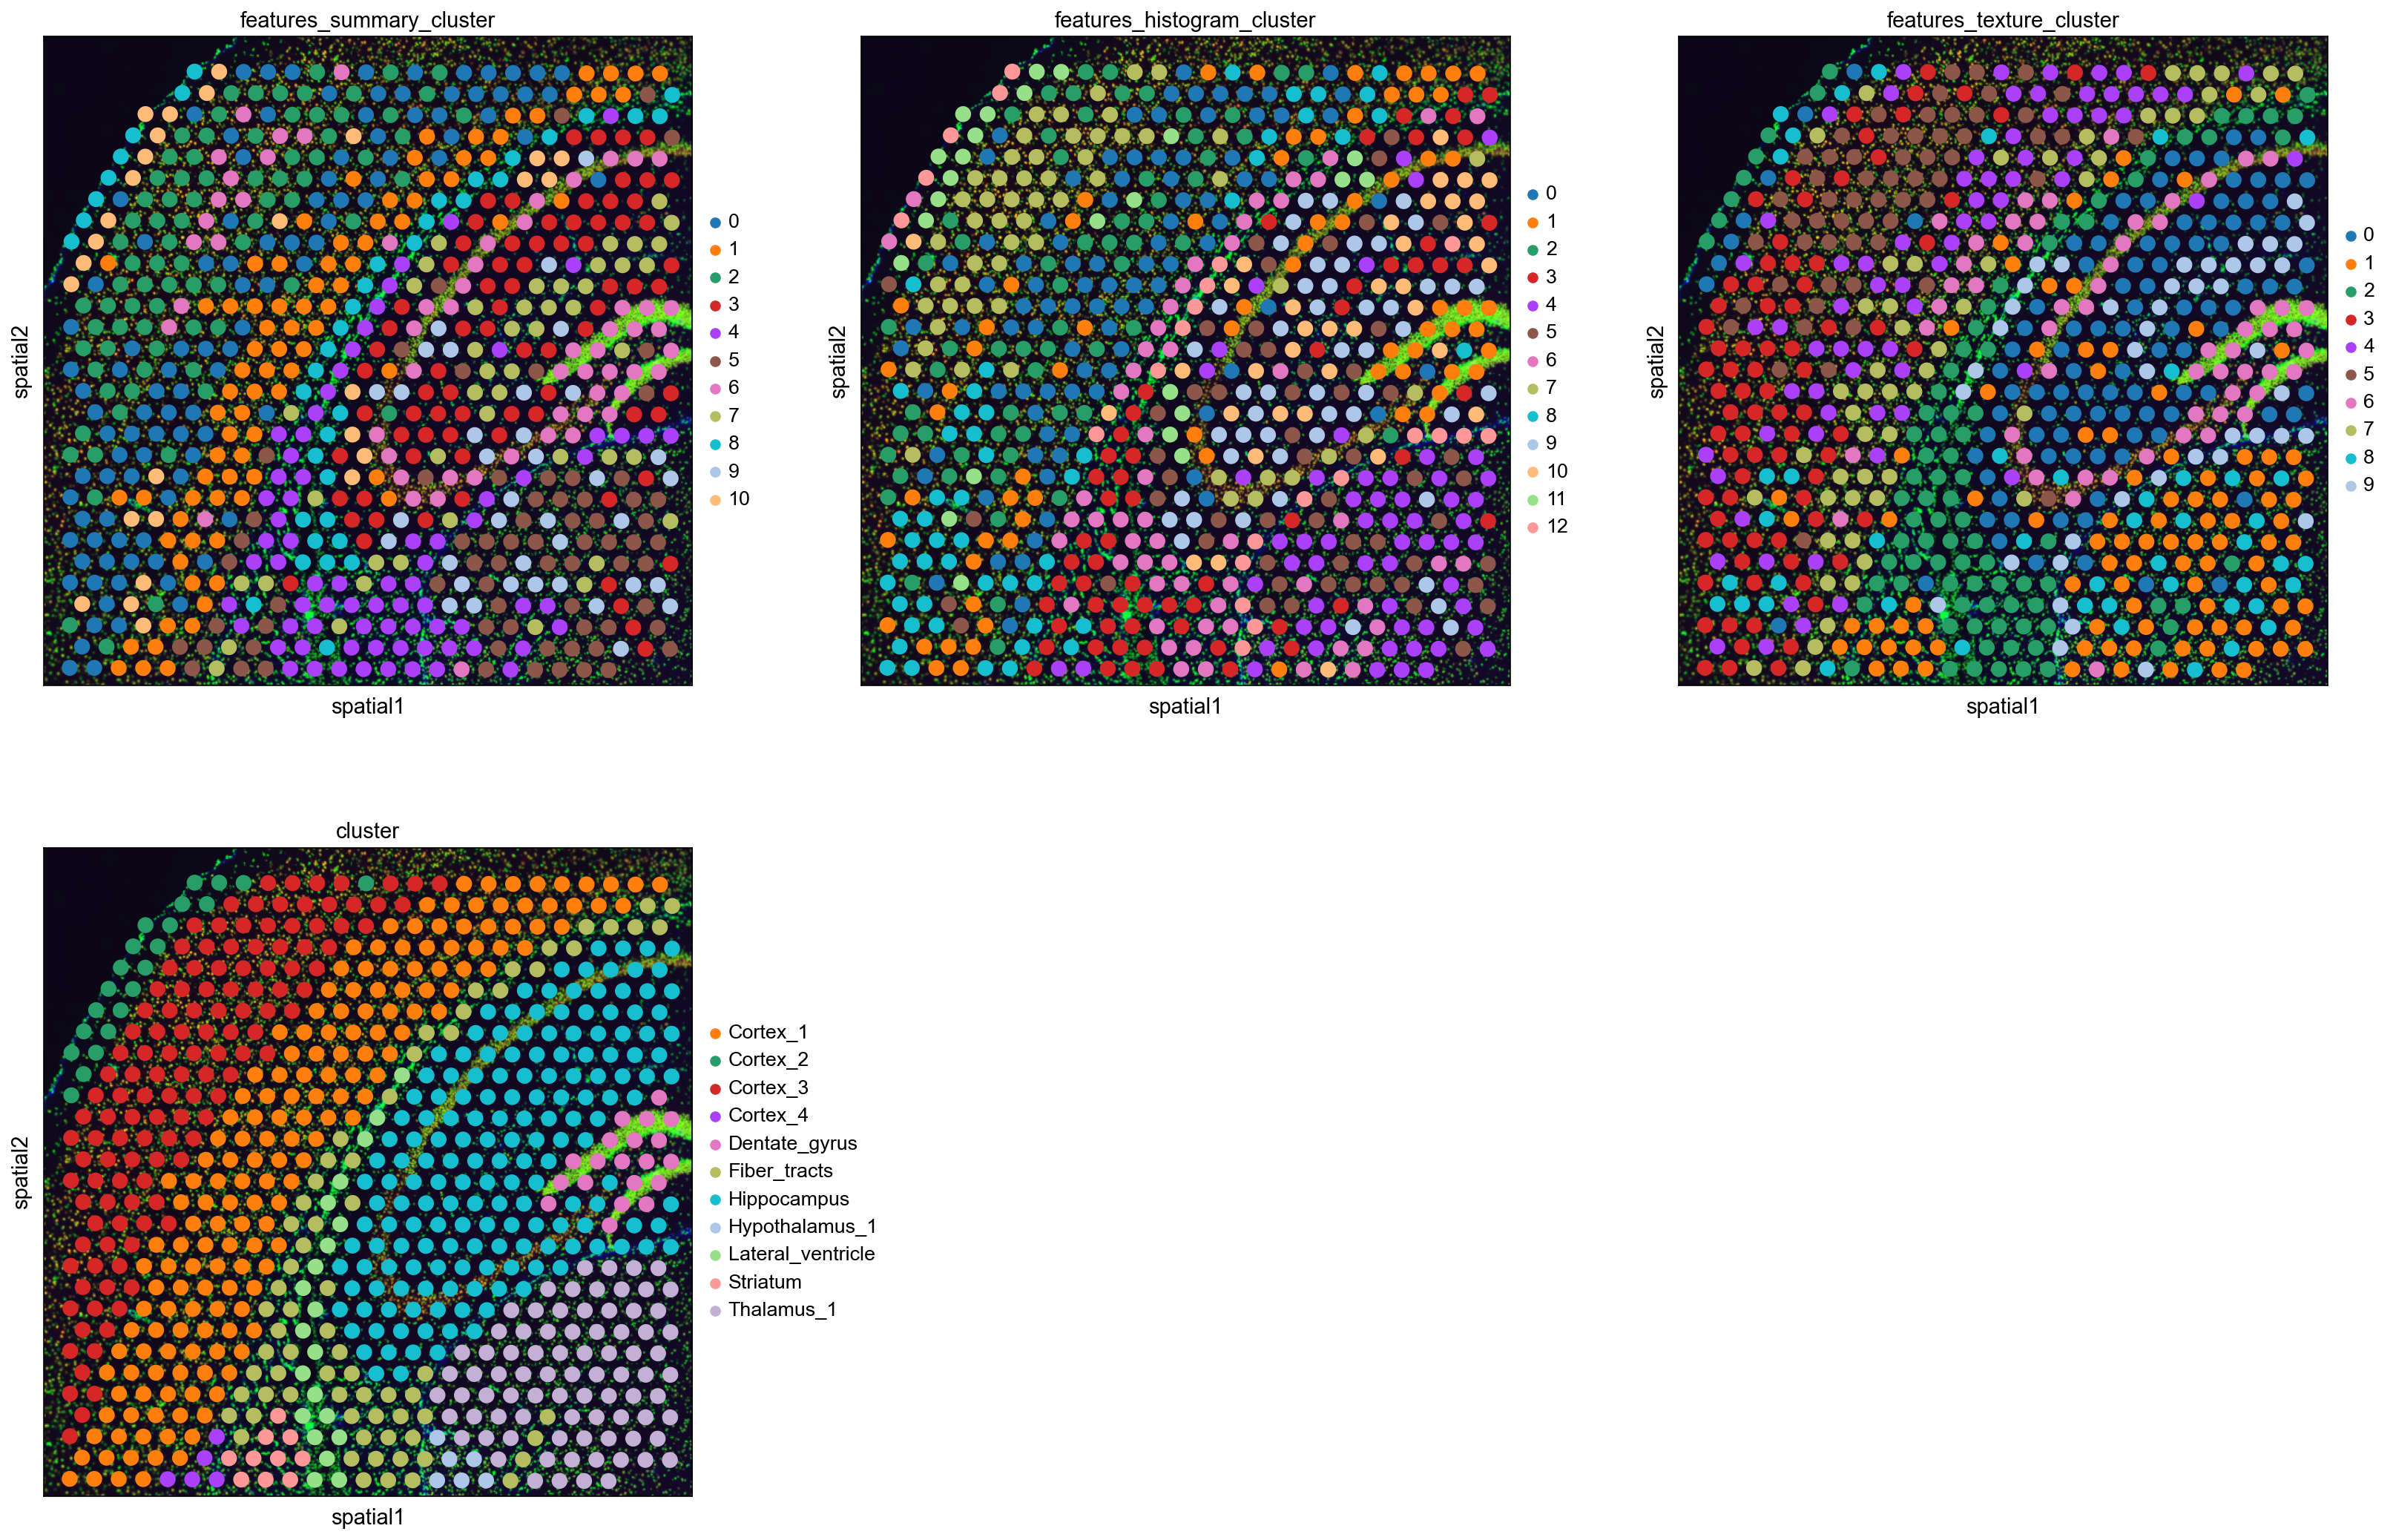 features_summary_cluster
features_histogram_cluster
features_texture_cluster
spatial2
spatial1
0
1
2
3
4
5
6
7
8
9
10
spatial2
spatial1
0
1
2
3
4
5
6
7
8
9
10
11
12
spatial2
spatial1
0
1
2
3
4
5
6
7
8
9
cluster
spatial2
spatial1
Cortex_1
Cortex_2
Cortex_3
Cortex_4
Dentate_gyrus
Fiber_tracts
Hippocampus
Hypothalamus_1
Lateral_ventricle
Striatum
Thalamus_1